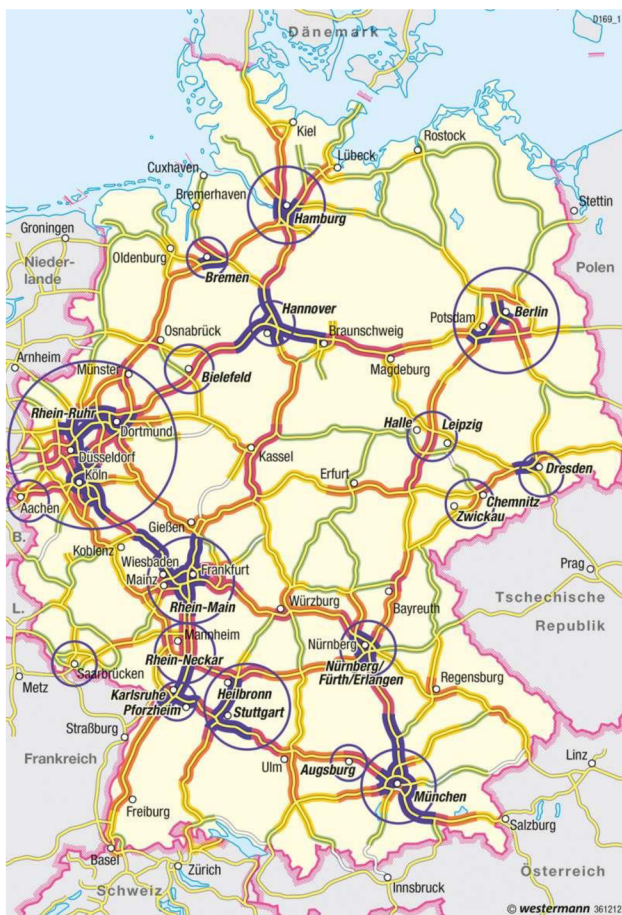 D169_1
Dänemark
Kiel
Rostock
Lübeck
Cuxhaven
Bremerhaven
Stettin
Hamburg
Groningen
Nieder-
lande
Oldenburg
Bremen
Polen
Hannover
Potsdam
Berlin
Osnabrück
Braunschweig
Arnheim
Münster
Magdeburg
Bielefeld
Rhein-Ruhr
Dortmund
Halle
Leipzig
Düsseldorf
Kassel
Köln
Erfurt
Dresden
Aachen
Chemnitz
Zwickau
Gießen
B.
Koblenz
Wiesbaden
Frankfurt
Prag
Mainz
Tschechische
Republik
L.
Rhein-Main
Würzburg
Bayreuth
Mannheim
Nürnberg
Rhein-Neckar
Nürnberg/
Fürth/Erlangen
Saarbrücken
Metz
Heilbronn
Regensburg
Karlsruhe
Pforzheim
Stuttgart
Straßburg
Frankreich
Ulm
Augsburg
Linz
München
Freiburg
Salzburg
Basel
Zürich
Österreich
Schweiz
Innsbruck
© westermann 361212